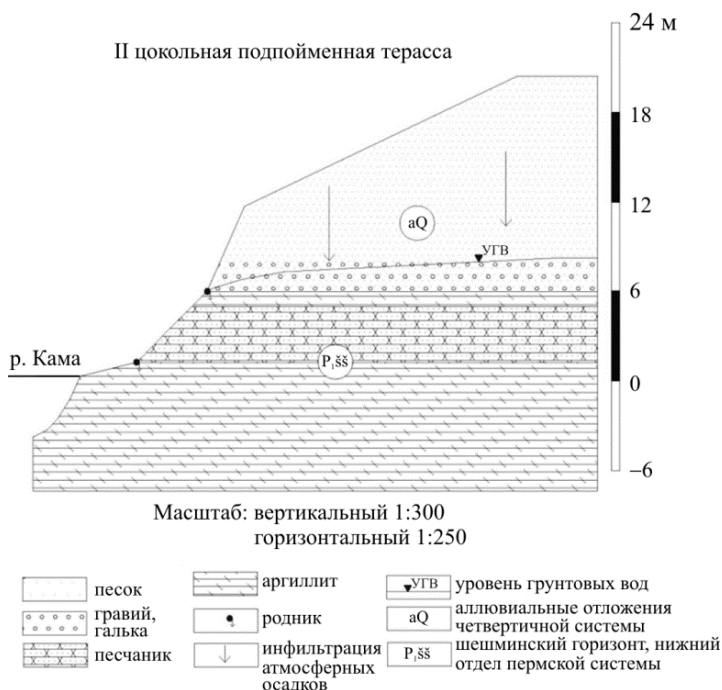 24 м
II цокольная подпойменная терасса
18
12
aQ
УГВ
6
р. Кама
P₁šš
0
–6
Масштаб: вертикальный 1:300
горизонтальный 1:250
песок
гравий,
галька
песчаник
аргиллит
родник
инфильтрация
атмосферных
осадков
УГВ
уровень грунтовых вод
aQ
аллювиальные отложения
четвертичной системы
P₁šš
шешминский горизонт, нижний
отдел пермской системы